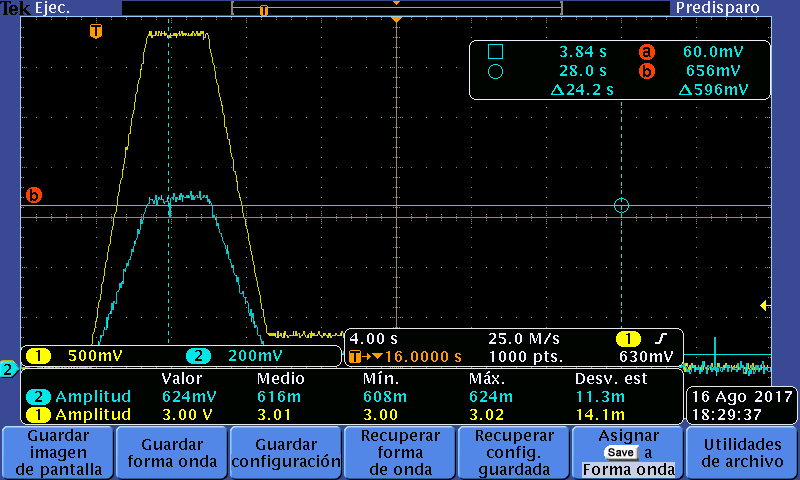 Tek Ejec. Predisparo
T
T
3.84 s a 60.0mV
28.0 s b 656mV
Δ24.2 s Δ596mV
b
1 500mV 2 200mV
4.00 s 25.0 M/s 1
T→▼16.0000 s 1000 pts. 630mV
2
Valor Medio Mín. Máx. Desv. est
2 Amplitud 624mV 616m 608m 624m 11.3m
1 Amplitud 3.00 V 3.01 3.00 3.02 14.1m
16 Ago 2017
18:29:37
Guardar imagen de pantalla
Guardar forma onda
Guardar configuración
Recuperar forma de onda
Recuperar config. guardada
Asignar Save a Forma onda
Utilidades de archivo